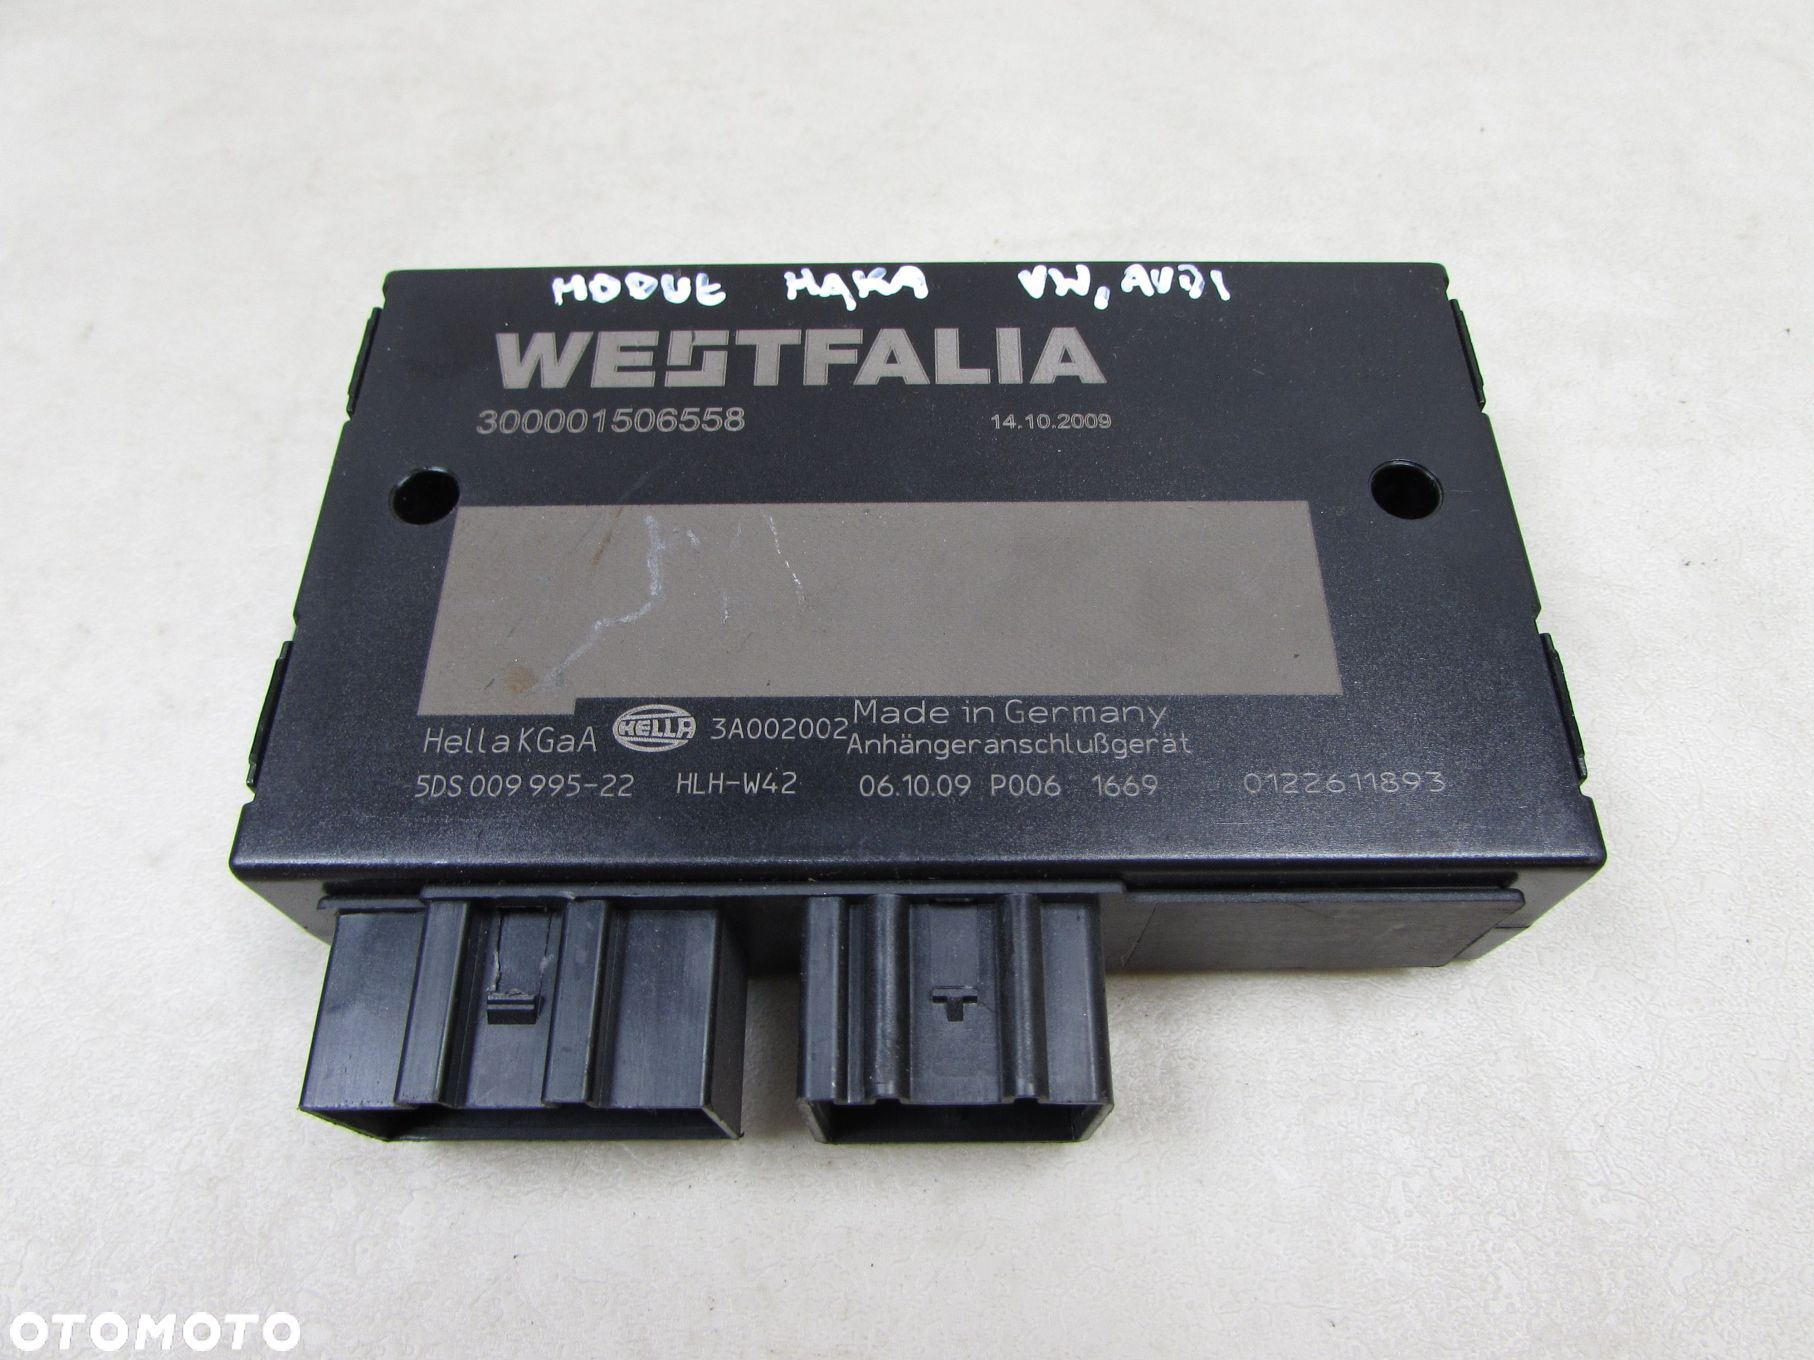 MODUŁ HAKA VW, AUDI
WESTFALIA
300001506558 14.10.2009
Hella KGaA HELLA 3A002002 Made in Germany
Anhängeranschlußgerät
5DS 009 995-22 HLH-W42 06.10.09 P006 1669 0122611893
OTOMOTO